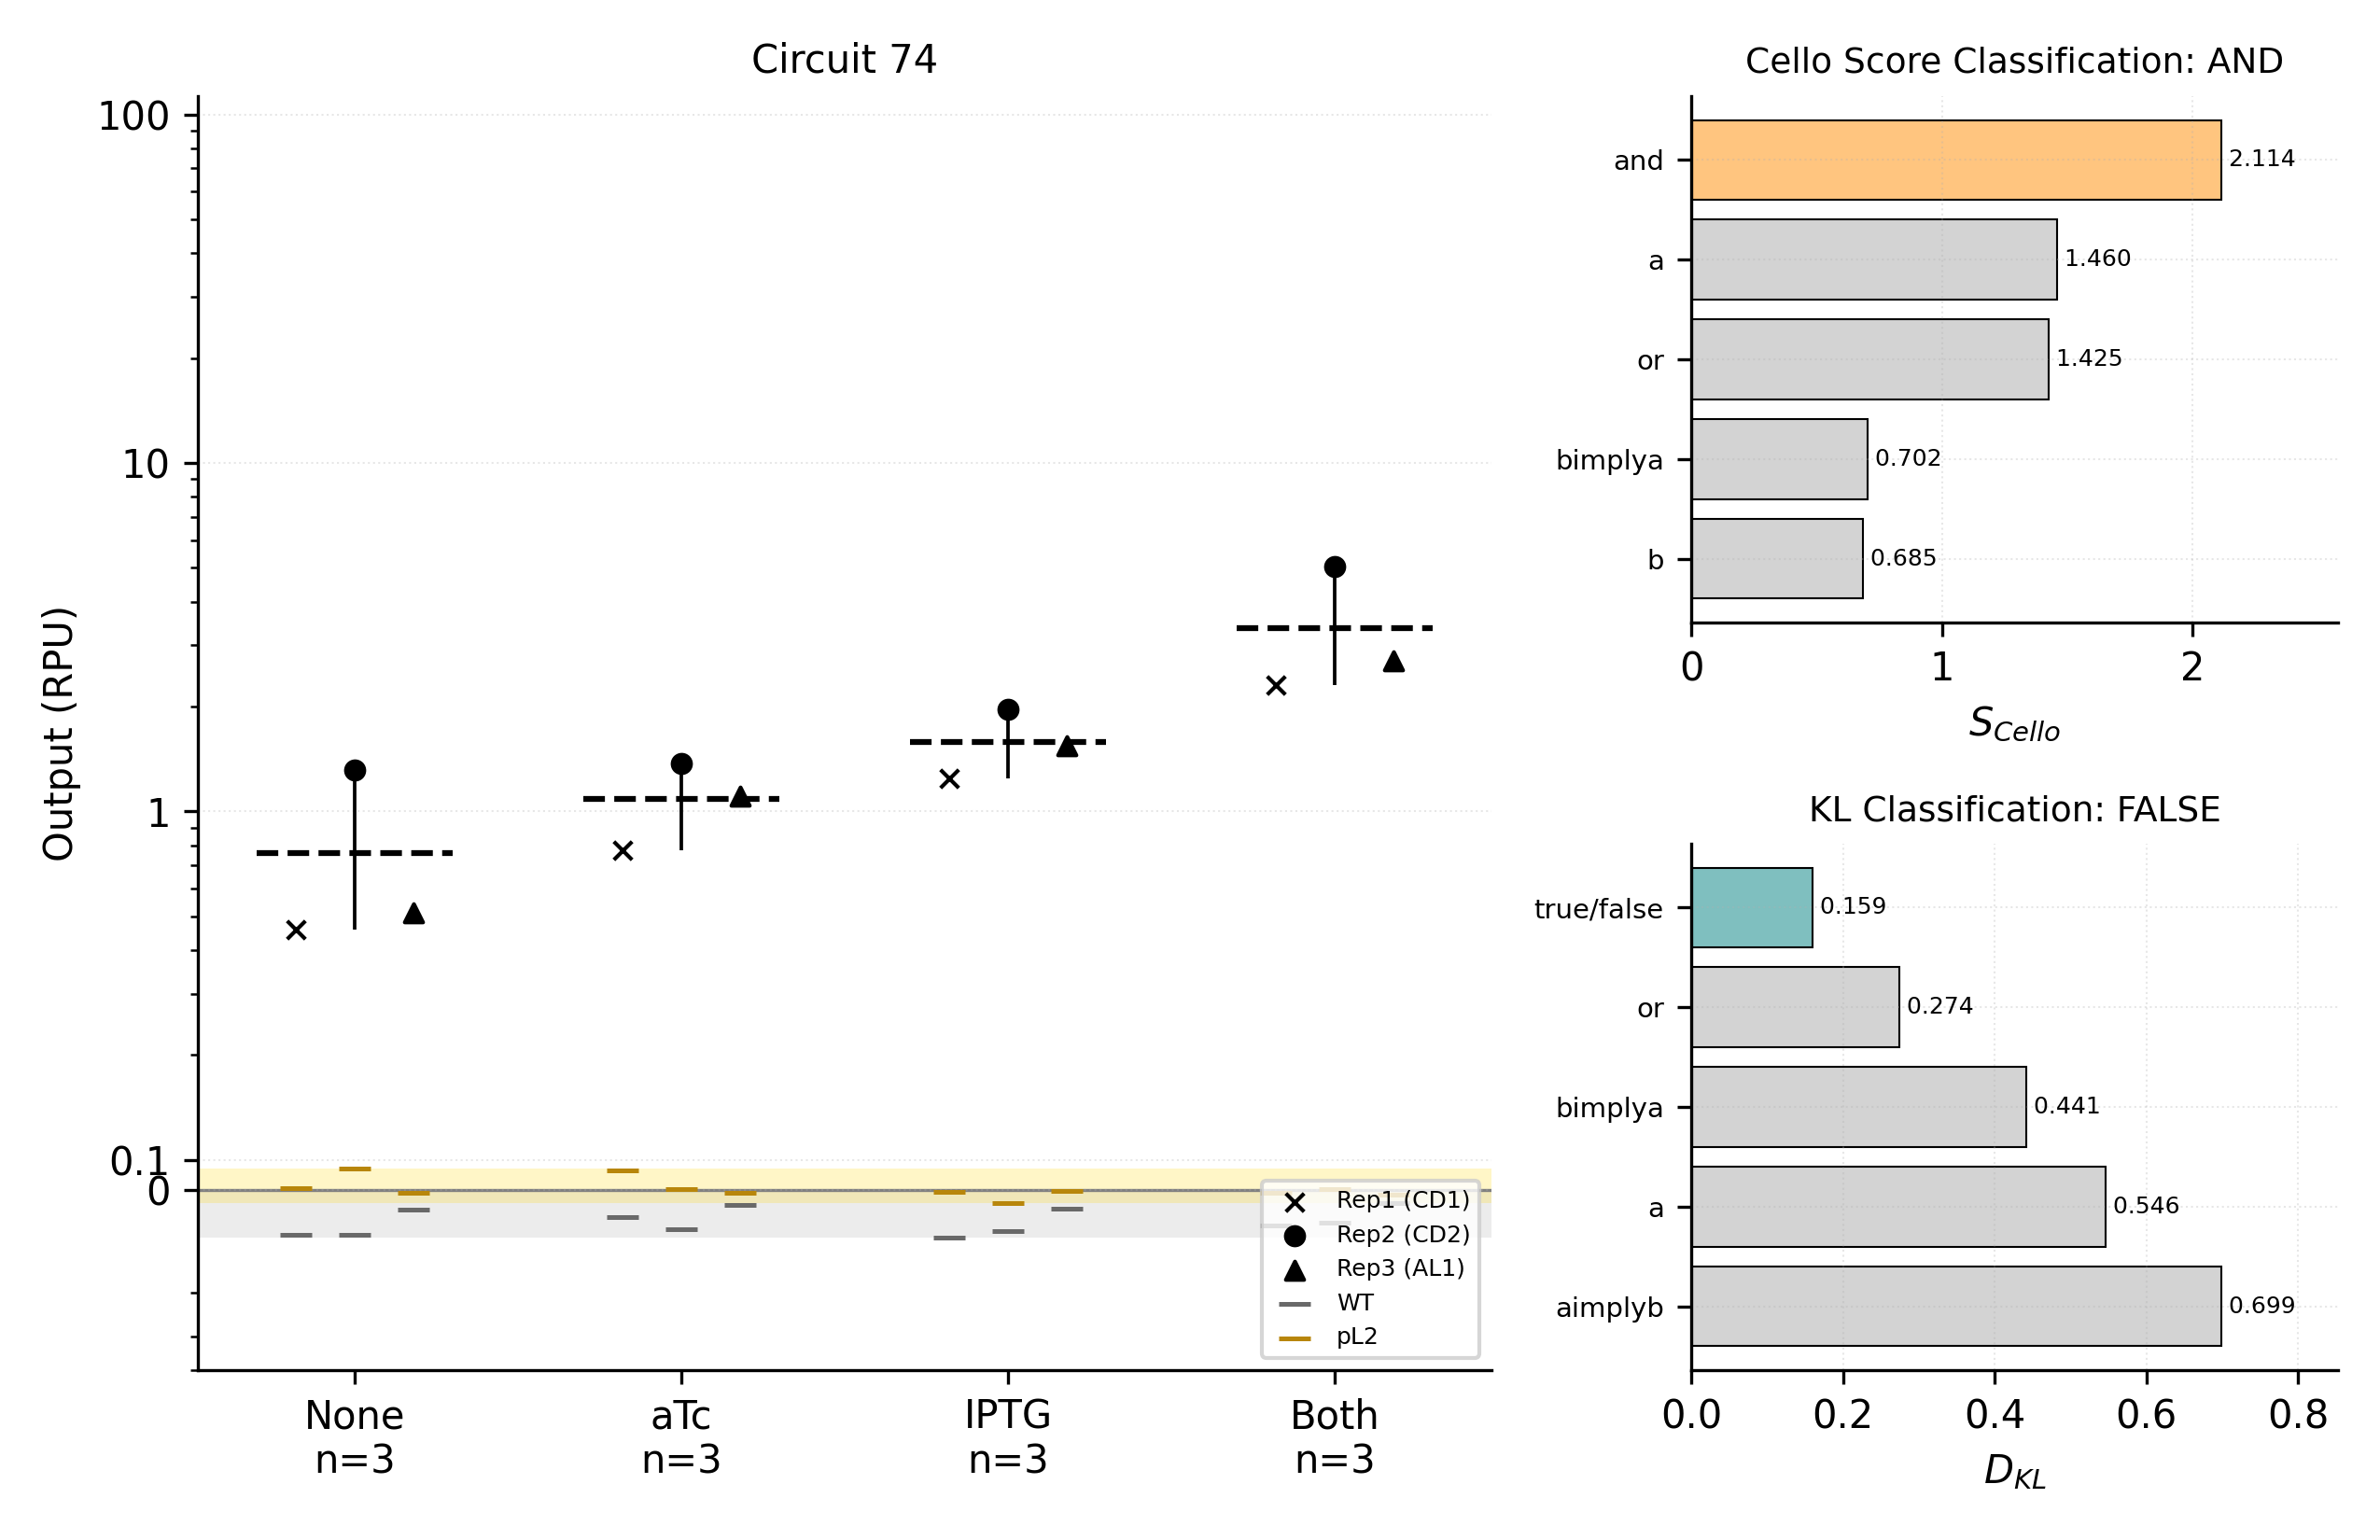 Circuit 74
Output (RPU)
100
10
1
0.1
0
None
n=3
aTc
n=3
IPTG
n=3
Both
n=3
Rep1 (CD1)
Rep2 (CD2)
Rep3 (AL1)
WT
pL2
Cello Score Classification: AND
and
2.114
a
1.460
or
1.425
bimplya
0.702
b
0.685
0 1 2
S_Cello
KL Classification: FALSE
true/false
0.159
or
0.274
bimplya
0.441
a
0.546
aimplyb
0.699
0.0 0.2 0.4 0.6 0.8
D_KL